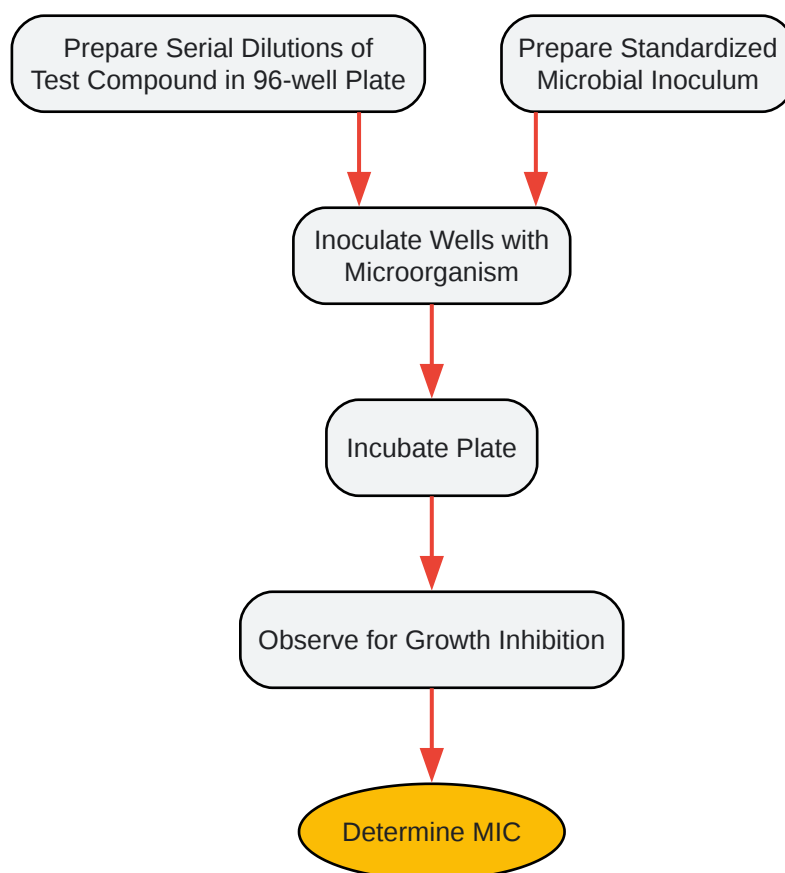 Prepare Serial Dilutions of
Test Compound in 96-well Plate
Prepare Standardized
Microbial Inoculum
Inoculate Wells with
Microorganism
Incubate Plate
Observe for Growth Inhibition
Determine MIC